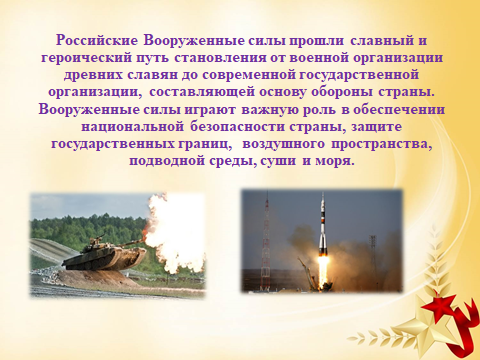 Российские Вооруженные силы прошли славный и
героический путь становления от военной организации
древних славян до современной государственной
организации, составляющей основу обороны страны.
Вооруженные силы играют важную роль в обеспечении
национальной безопасности страны, защите
государственных границ, воздушного пространства,
подводной среды, суши и моря.